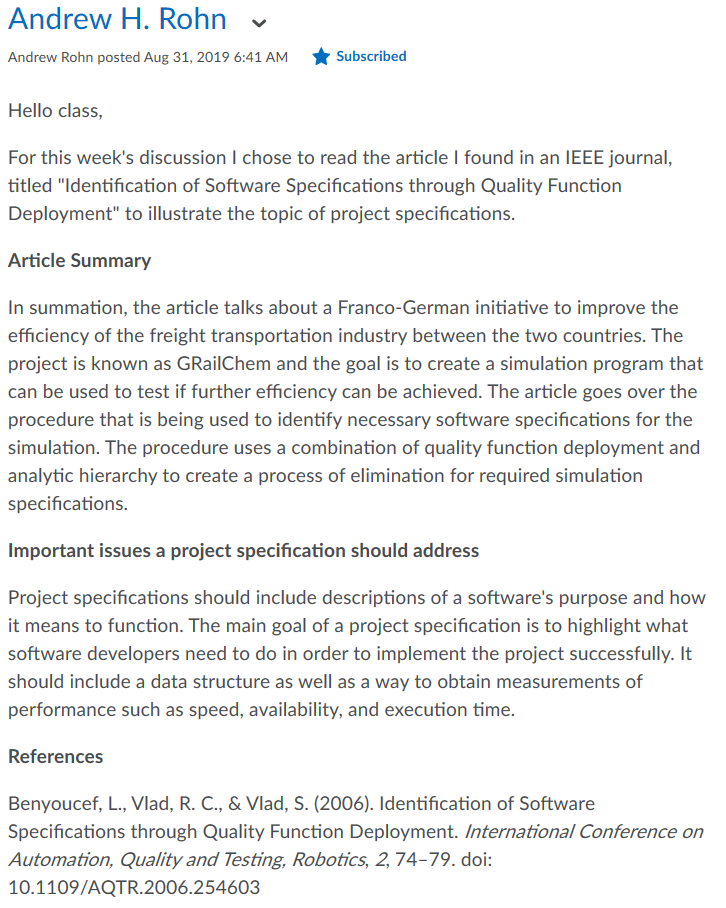 Andrew H. Rohn
Andrew Rohn posted Aug 31, 2019 6:41 AM Subscribed
Hello class,
For this week's discussion I chose to read the article I found in an IEEE journal,
titled "Identification of Software Specifications through Quality Function
Deployment" to illustrate the topic of project specifications.
Article Summary
In summation, the article talks about a Franco-German initiative to improve the
efficiency of the freight transportation industry between the two countries. The
project is known as GRailChem and the goal is to create a simulation program that
can be used to test if further efficiency can be achieved. The article goes over the
procedure that is being used to identify necessary software specifications for the
simulation. The procedure uses a combination of quality function deployment and
analytic hierarchy to create a process of elimination for required simulation
specifications.
Important issues a project specification should address
Project specifications should include descriptions of a software's purpose and how
it means to function. The main goal of a project specification is to highlight what
software developers need to do in order to implement the project successfully. It
should include a data structure as well as a way to obtain measurements of
performance such as speed, availability, and execution time.
References
Benyoucef, L., Vlad, R. C., & Vlad, S. (2006). Identification of Software
Specifications through Quality Function Deployment. International Conference on
Automation, Quality and Testing, Robotics, 2, 74–79. doi:
10.1109/AQTR.2006.254603